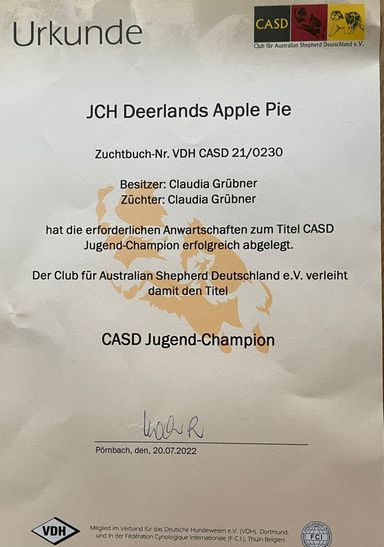 Urkunde
CASD
Club für Australian Shepherd Deutschland e.V.
JCH Deerlands Apple Pie
Zuchtbuch-Nr. VDH CASD 21/0230
Besitzer: Claudia Grübner
Züchter: Claudia Grübner
hat die erforderlichen Anwartschaften zum Titel CASD
Jugend-Champion erfolgreich abgelegt.
Der Club für Australian Shepherd Deutschland e.V. verleiht
damit den Titel
CASD Jugend-Champion
Pörnbach, den, 20.07.2022
VDH
Mitglied im Verband für das Deutsche Hundewesen e.V. (VDH), Dortmund,
und in der Fédération Cynologique Internationale (F.C.I.), Thuin Belgien
F.C.I.